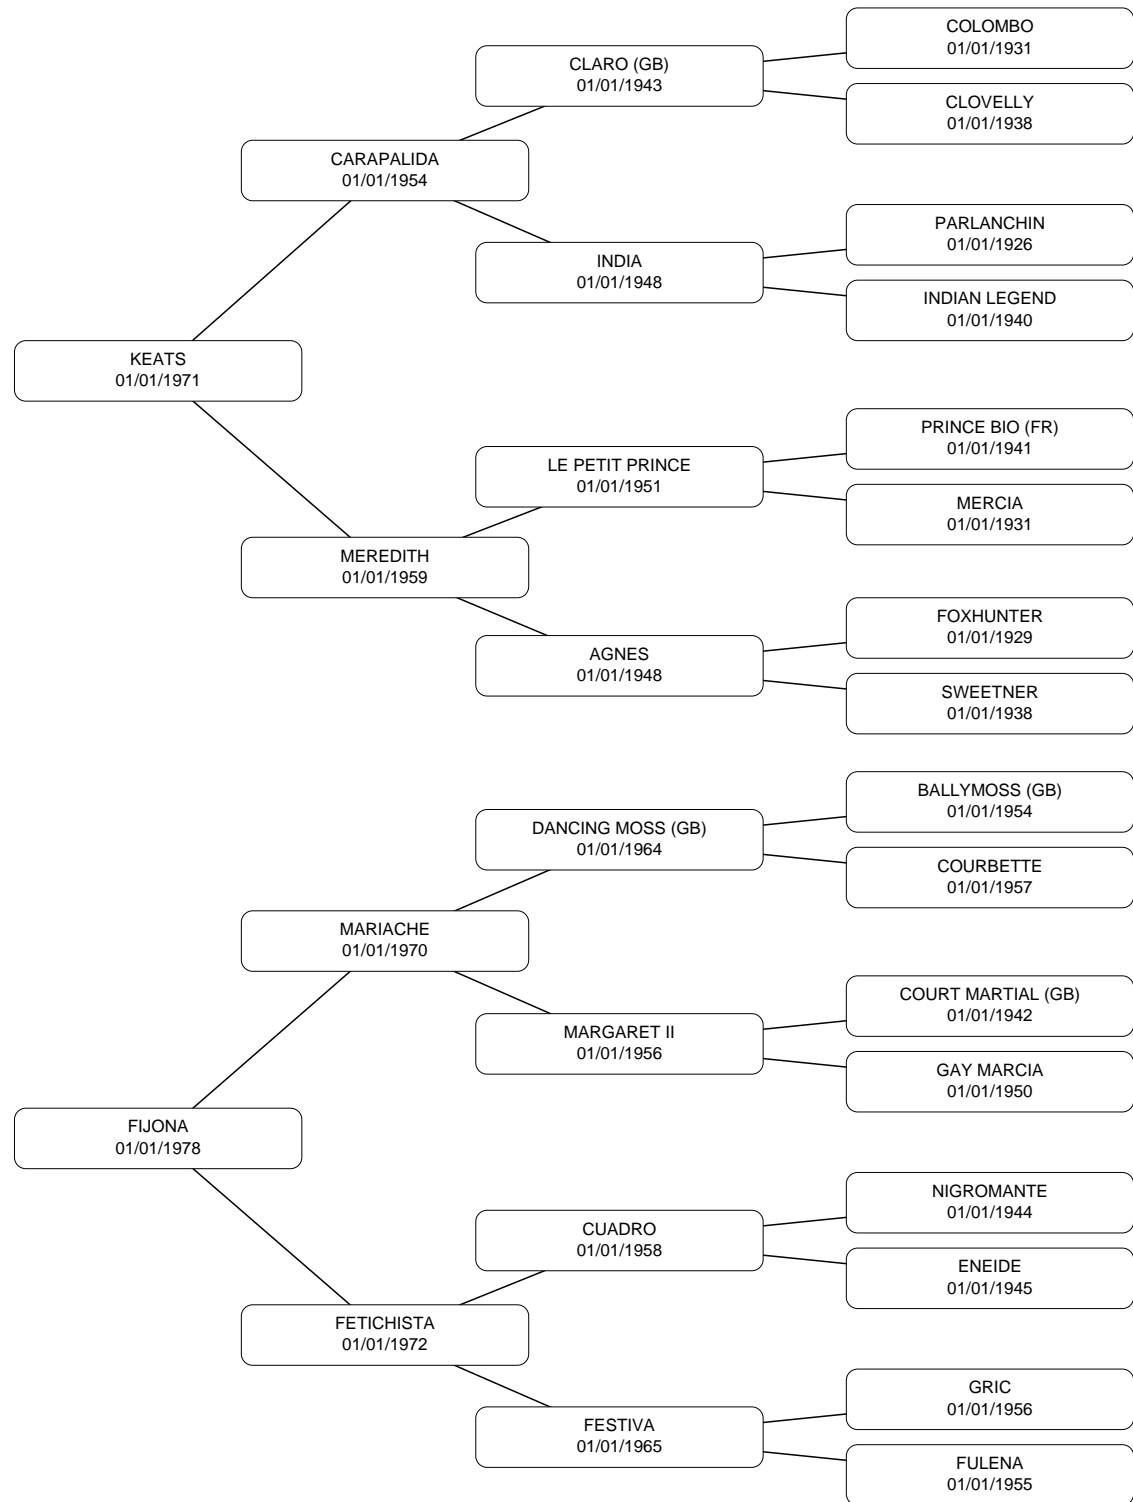 COLOMBO
01/01/1931
CLARO (GB)
01/01/1943
CLOVELLY
01/01/1938
CARAPALIDA
01/01/1954
PARLANCHIN
01/01/1926
INDIA
01/01/1948
INDIAN LEGEND
01/01/1940
KEATS
01/01/1971
PRINCE BIO (FR)
01/01/1941
LE PETIT PRINCE
01/01/1951
MERCIA
01/01/1931
MEREDITH
01/01/1959
FOXHUNTER
01/01/1929
AGNES
01/01/1948
SWEETNER
01/01/1938
BALLYMOSS (GB)
01/01/1954
DANCING MOSS (GB)
01/01/1964
COURBETTE
01/01/1957
MARIACHE
01/01/1970
COURT MARTIAL (GB)
01/01/1942
MARGARET II
01/01/1956
GAY MARCIA
01/01/1950
FIJONA
01/01/1978
NIGROMANTE
01/01/1944
CUADRO
01/01/1958
ENEIDE
01/01/1945
FETICHISTA
01/01/1972
GRIC
01/01/1956
FESTIVA
01/01/1965
FULENA
01/01/1955